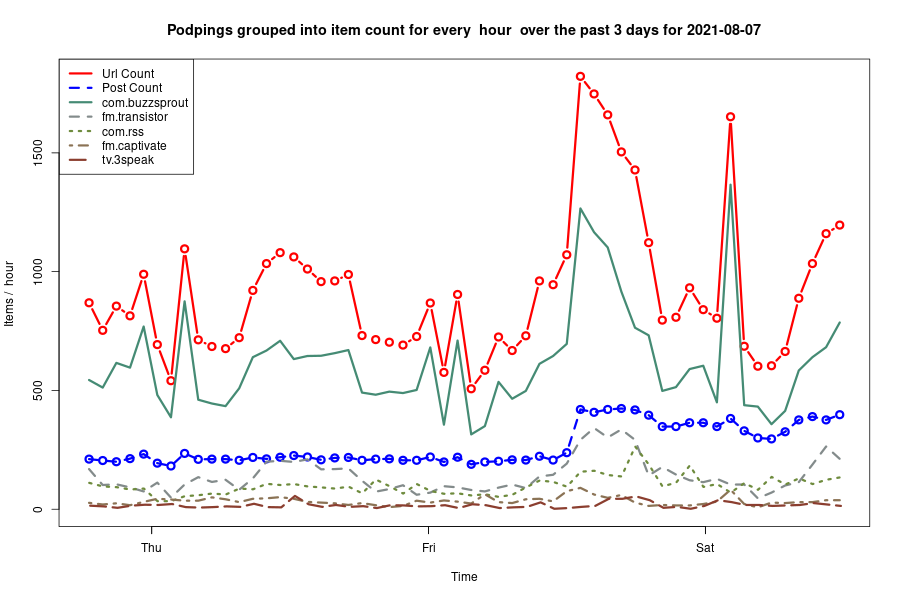 Podpings grouped into item count for every  hour  over the past 3 days for 2021-08-07
Url Count
Post Count
com.buzzsprout
fm.transistor
com.rss
fm.captivate
tv.3speak
1500
1000
500
0
Items /  hour
Thu
Fri
Sat
Time